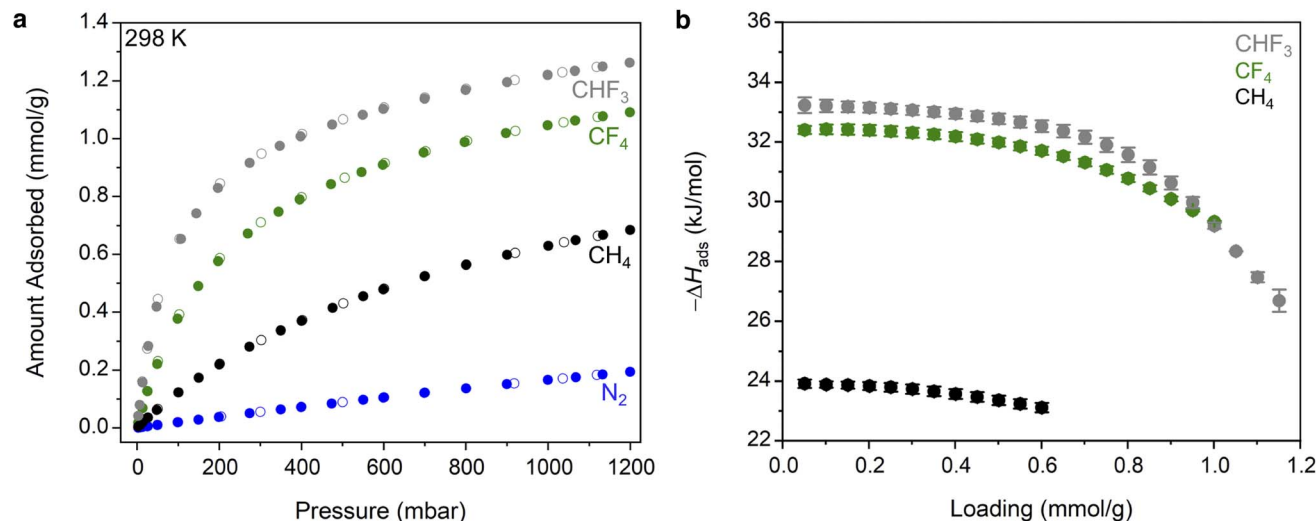 a
298 K
1.4
1.2
1.0
0.8
0.6
0.4
0.2
0.0
Amount Adsorbed (mmol/g)
CHF₃
CF₄
CH₄
N₂
0 200 400 600 800 1000 1200
Pressure (mbar)
b
CHF₃
CF₄
CH₄
36
34
33
32
30
28
26
24
22
−ΔHads (kJ/mol)
0.0 0.2 0.4 0.6 0.8 1.0 1.2
Loading (mmol/g)